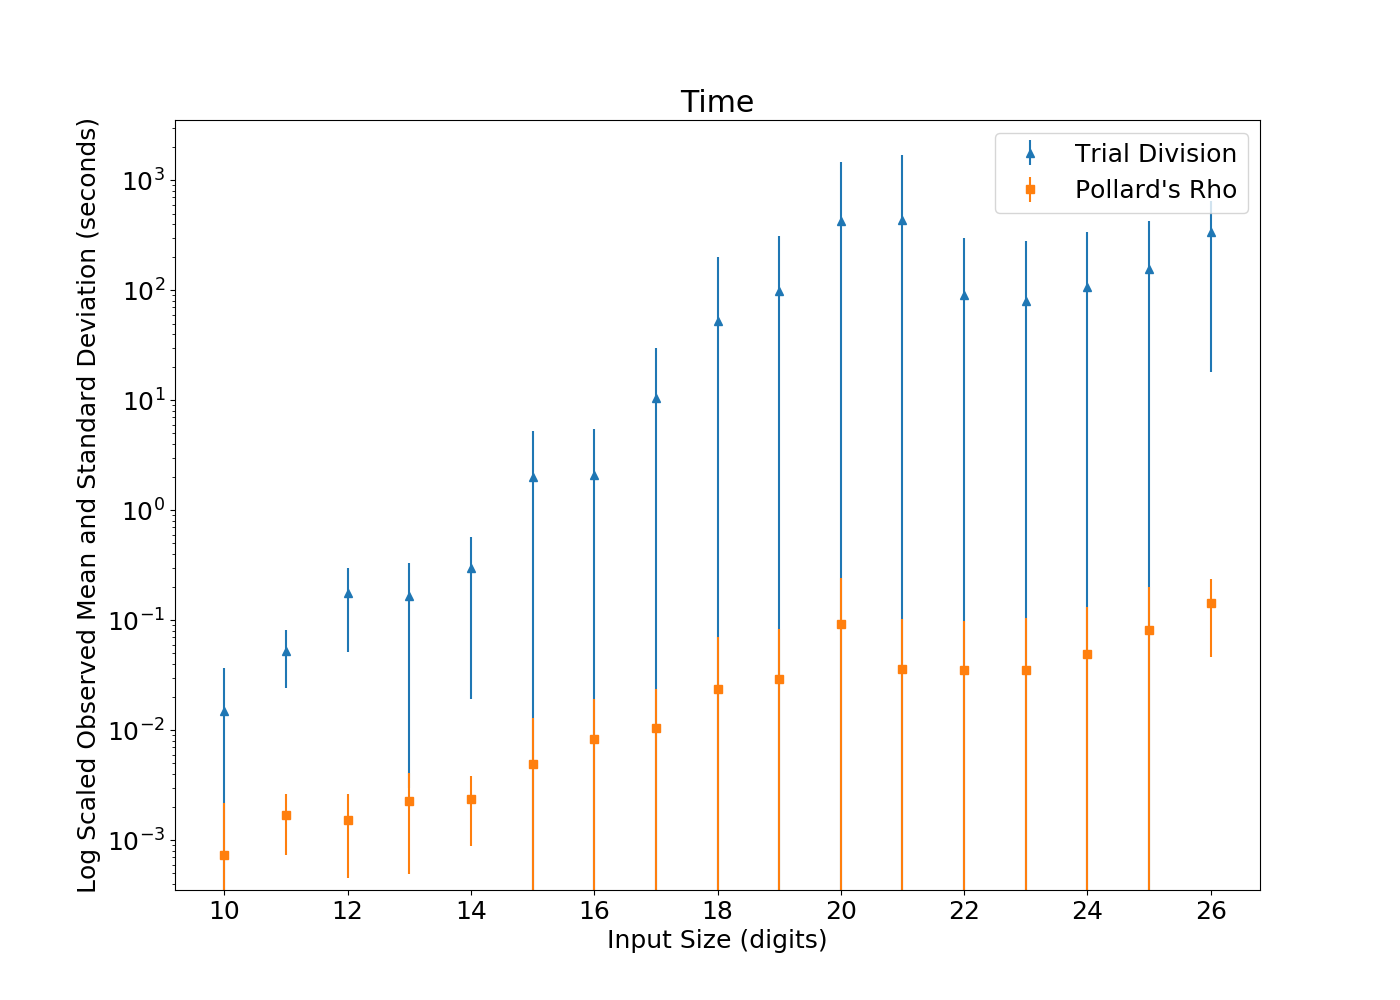 Time
Log Scaled Observed Mean and Standard Deviation (seconds)
10³
10²
10¹
10⁰
10⁻¹
10⁻²
10⁻³
Trial Division
Pollard's Rho
10 12 14 16 18 20 22 24 26
Input Size (digits)